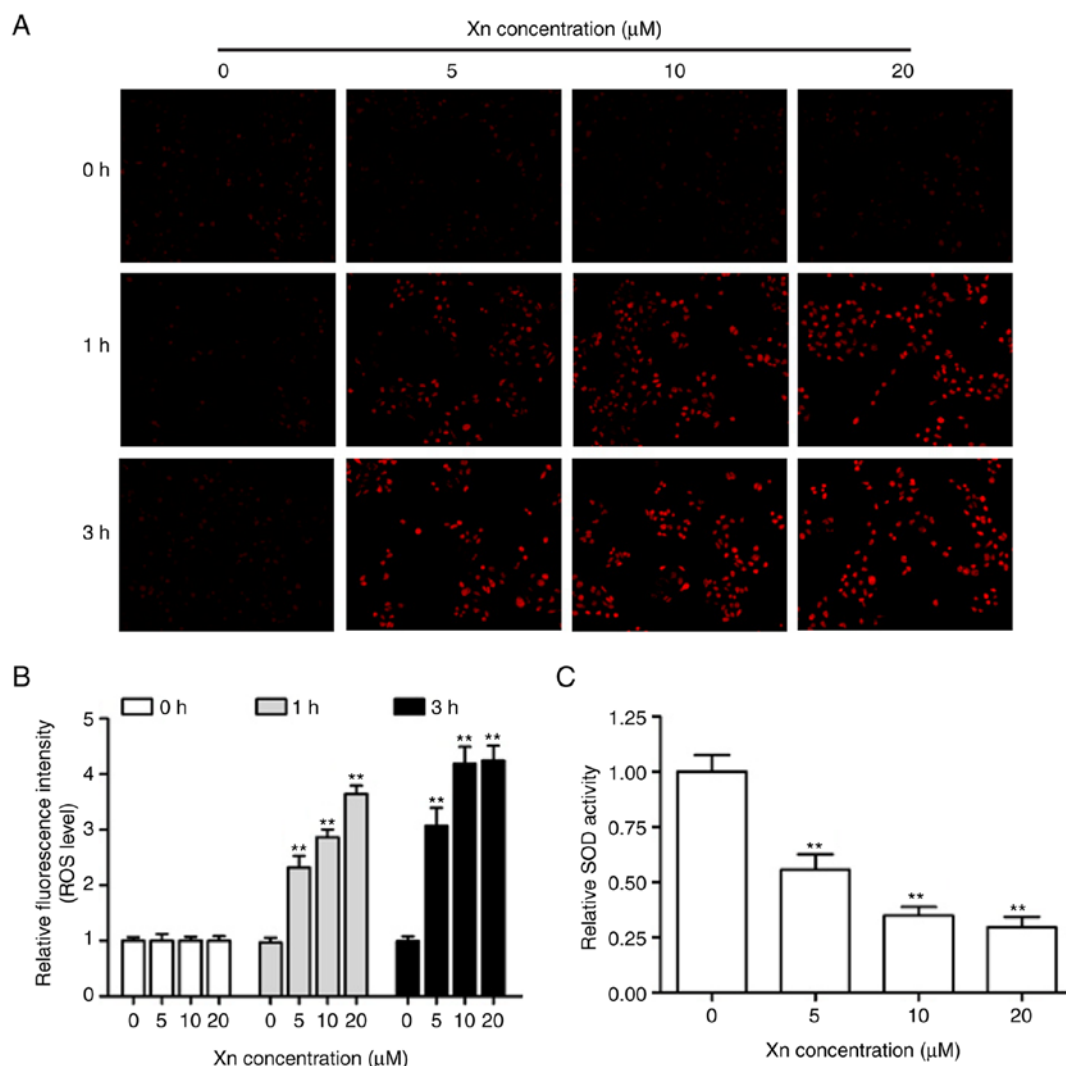 A
Xn concentration (μM)
0 5 10 20
0 h
1 h
3 h
B
0 h 1 h 3 h
Relative fluorescence intensity
(ROS level)
5
4
3
2
1
0
** ** ** ** ** **
0 5 10 20 0 5 10 20 0 5 10 20
Xn concentration (μM)
C
Relative SOD activity
1.25
1.00
0.75
0.50
0.25
0.00
** ** **
0 5 10 20
Xn concentration (μM)